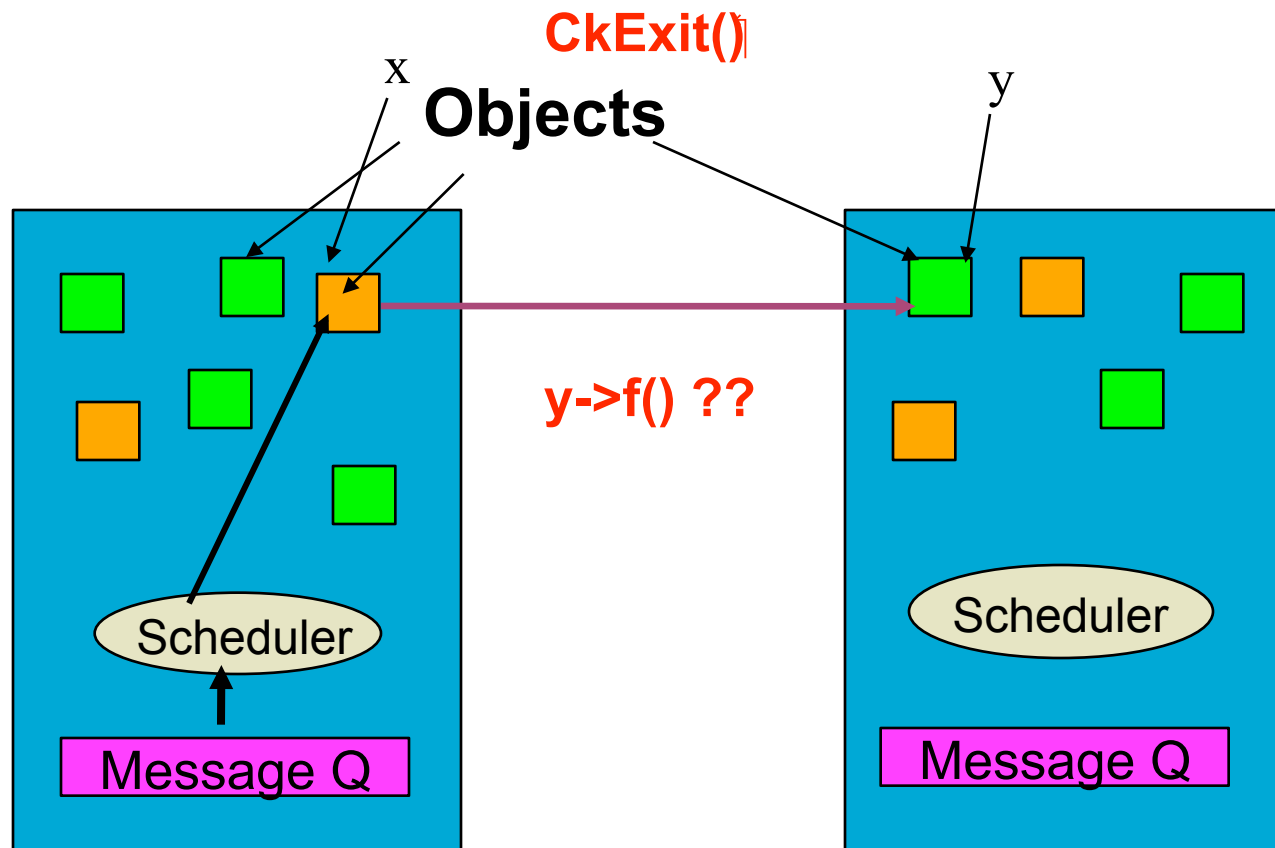 CkExit()
x
y
Objects
y->f() ??
Scheduler
Scheduler
Message Q
Message Q